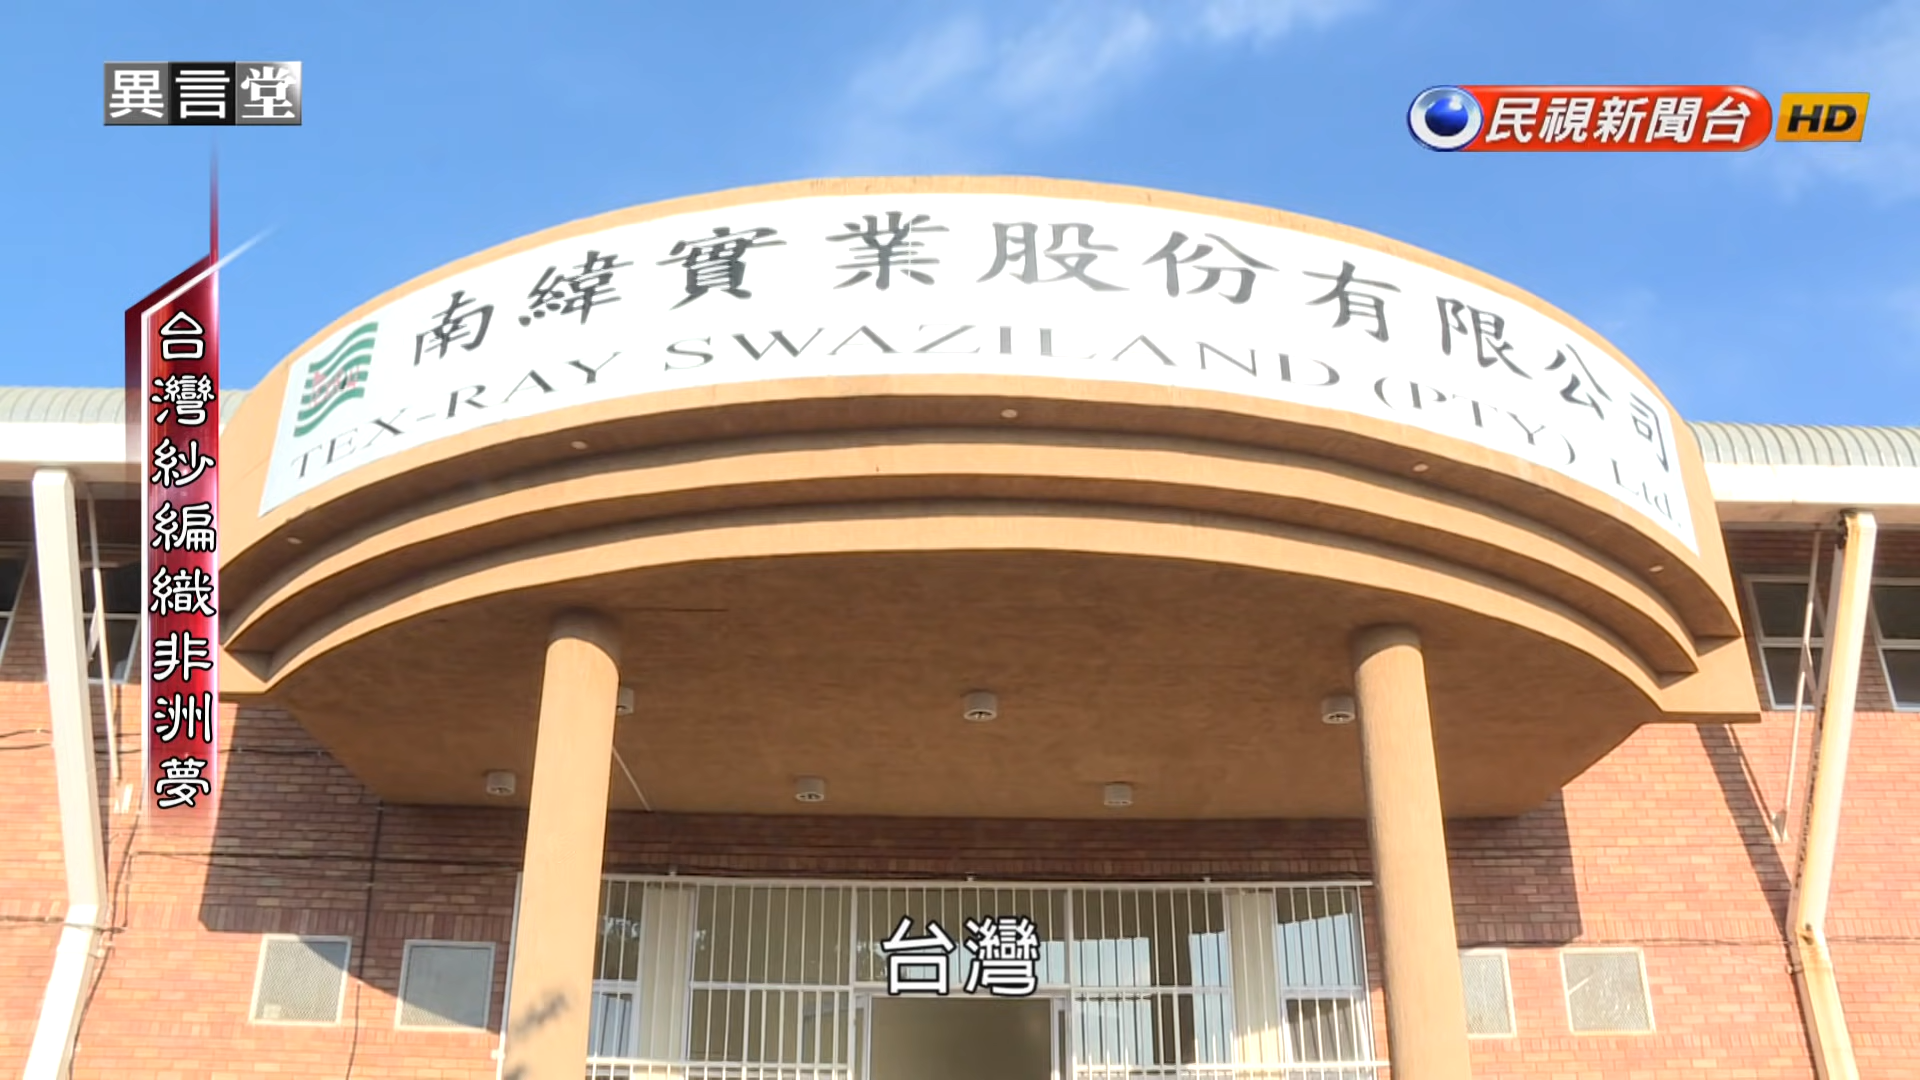 異言堂
民視新聞台 HD
南緯實業股份有限公司
TEX-RAY SWAZILAND (PTY) Ltd.
台灣紗編織非洲夢
台灣